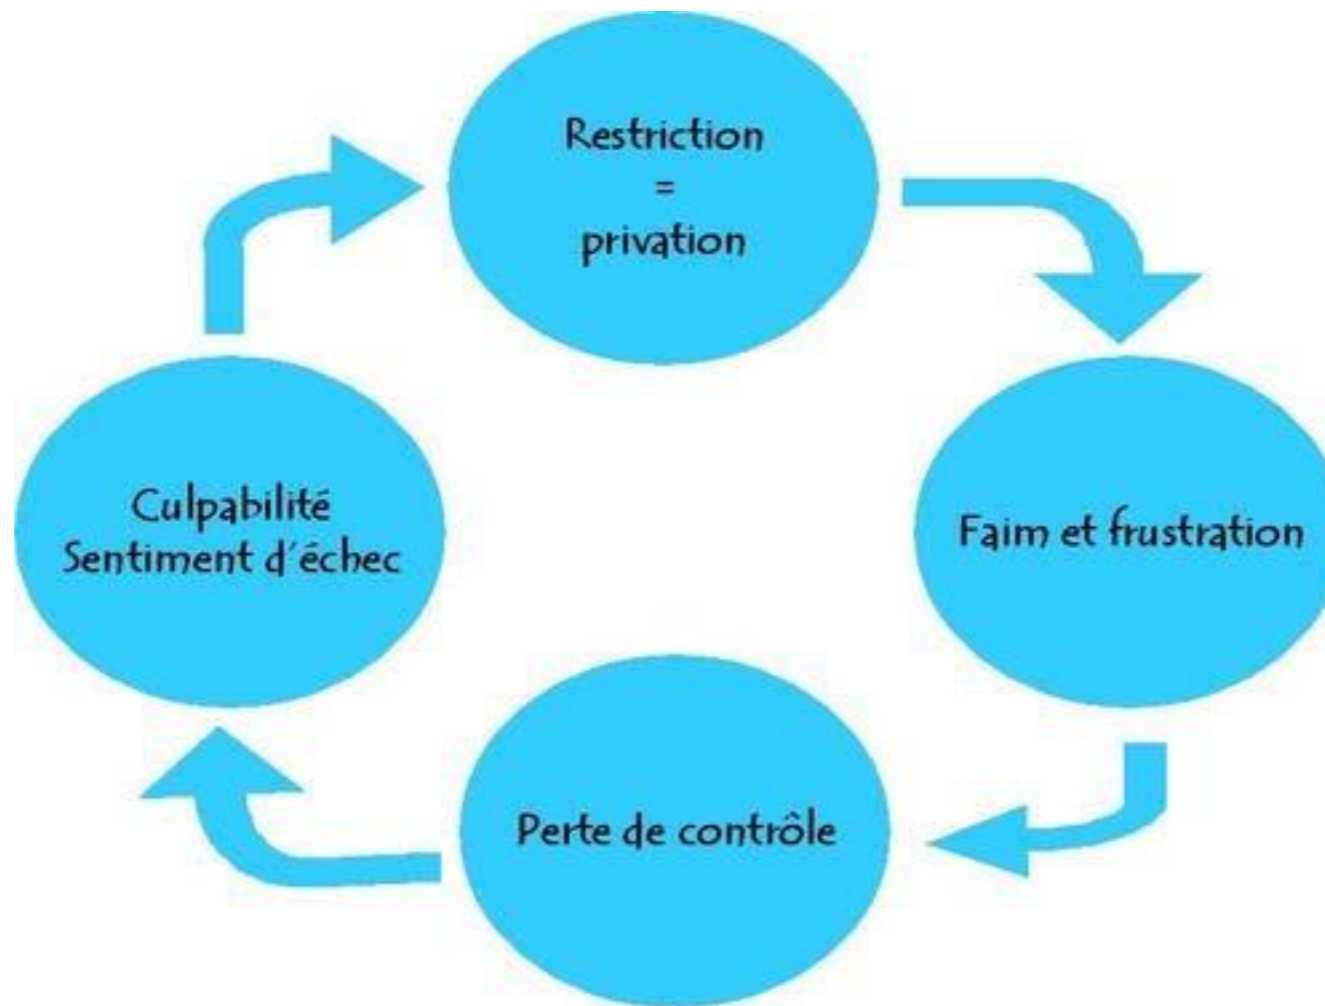 Restriction
=
privation
Faim et frustration
Perte de contrôle
Culpabilité
Sentiment d'échec